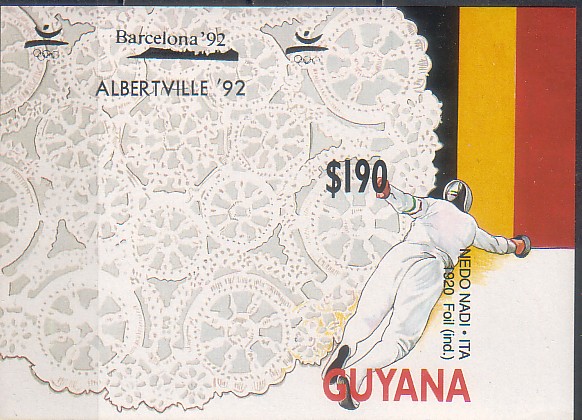 Barcelona '92
ALBERTVILLE '92
$190
NEDO NADI • ITA
1920 Foil (ind.)
GUYANA